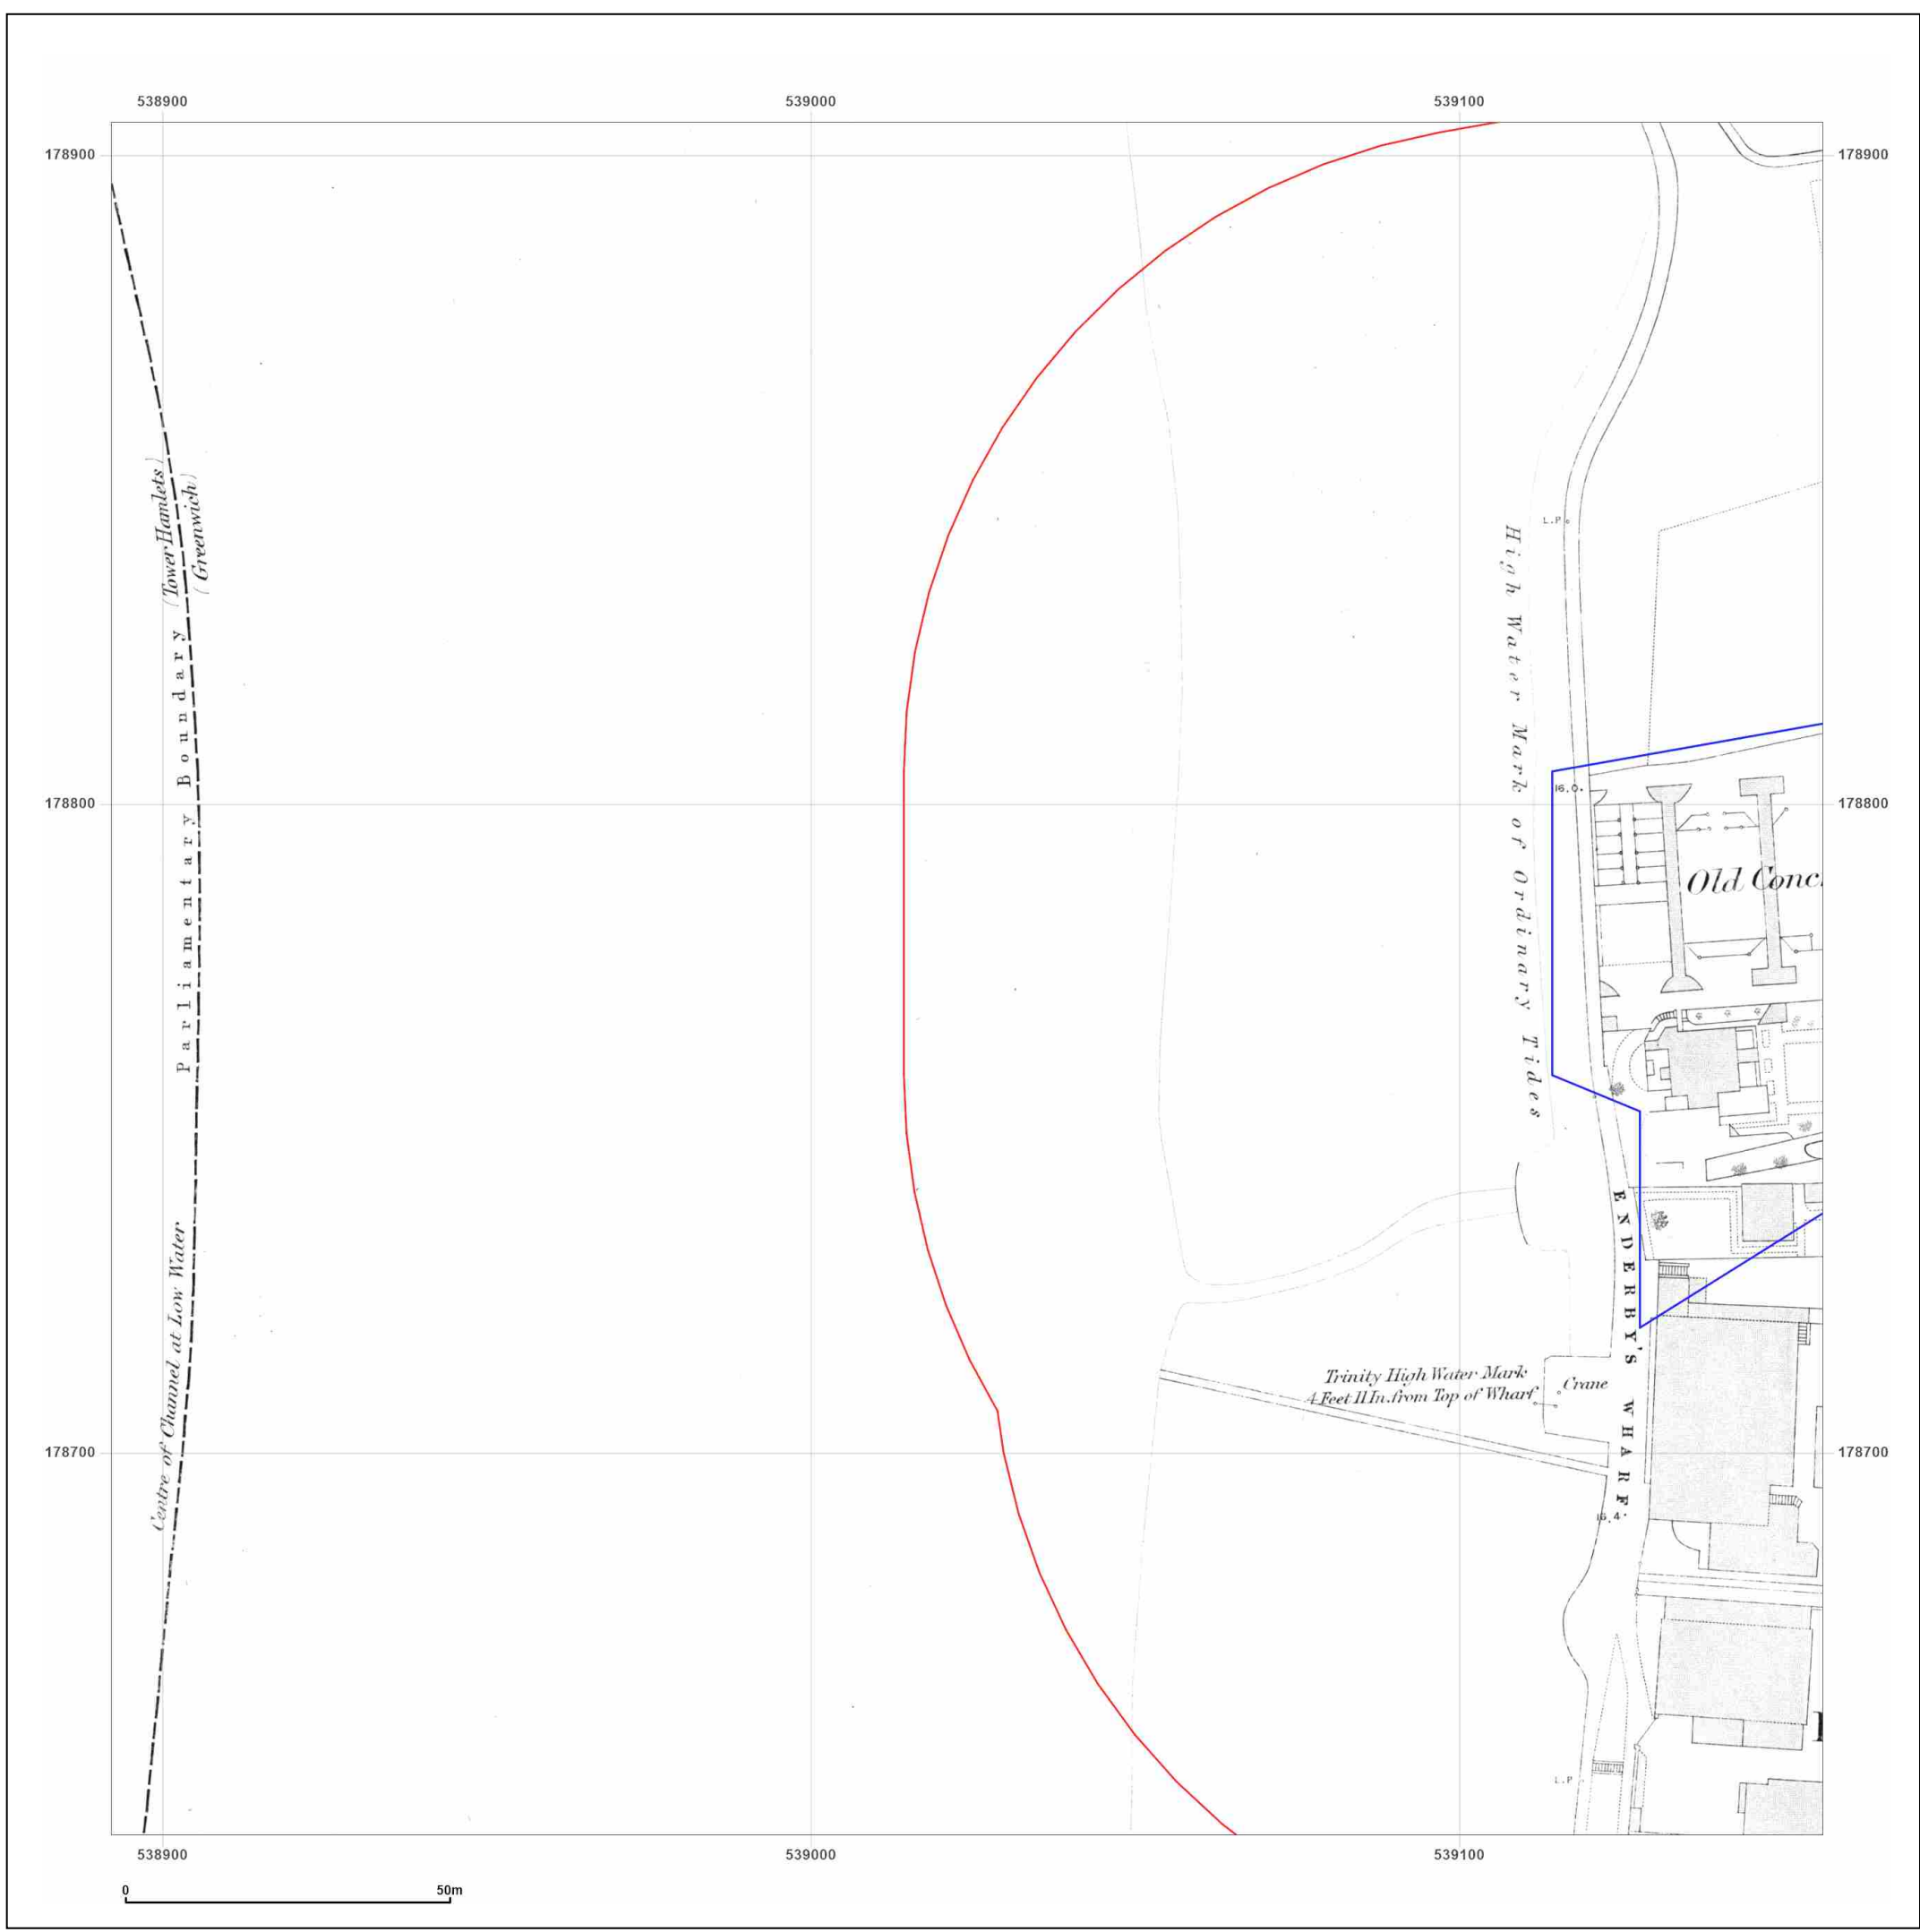 538900 539000 539100
178900 178900
(Tower Hamlets)
(Greenwich)
L.P
High Water Mark of Ordinary Tides
Parliamentary Boundary
16.0.
178800 178800
Old Conc
ENDERBY'S WHARF
Centre of Channel at Low Water
Trinity High Water Mark
4 Feet 11 In. from Top of Wharf
Crane
178700 178700
16.4.
L.P
538900 539000 539100
0 50m